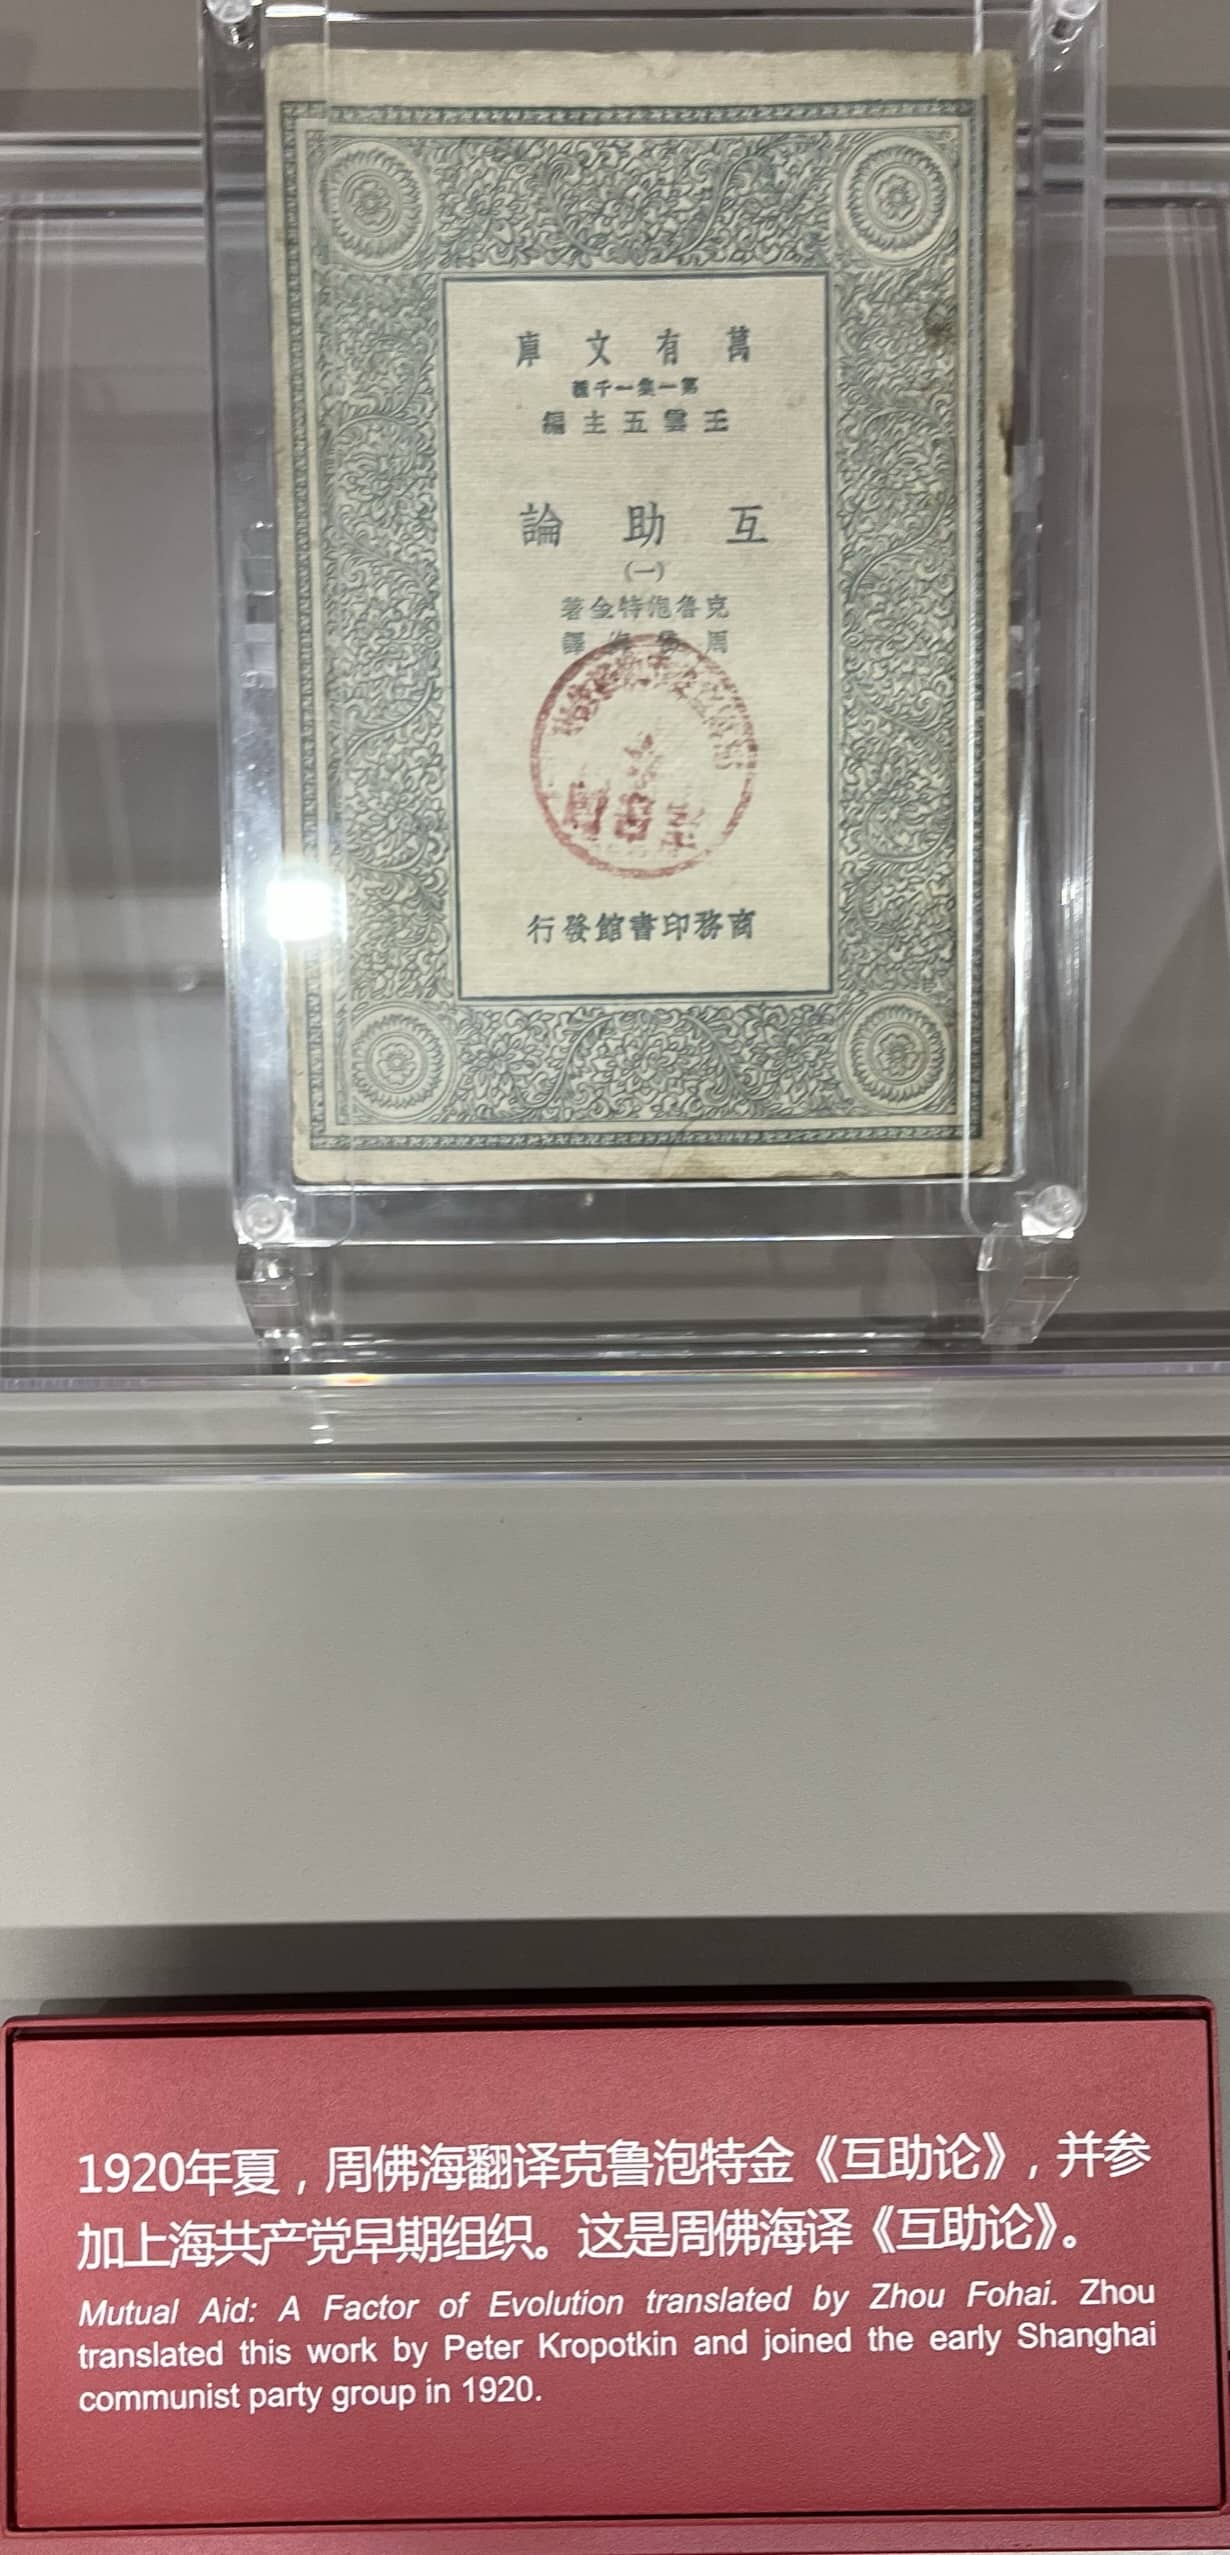 萬有文庫
第一集一千種
王雲五主編
互助論
(一)
克魯泡特金著
周佛海譯
商務印書館發行
1920年夏，周佛海翻译克鲁泡特金《互助论》，并参
加上海共产党早期组织。这是周佛海译《互助论》。
Mutual Aid: A Factor of Evolution translated by Zhou Fohai. Zhou
translated this work by Peter Kropotkin and joined the early Shanghai
communist party group in 1920.